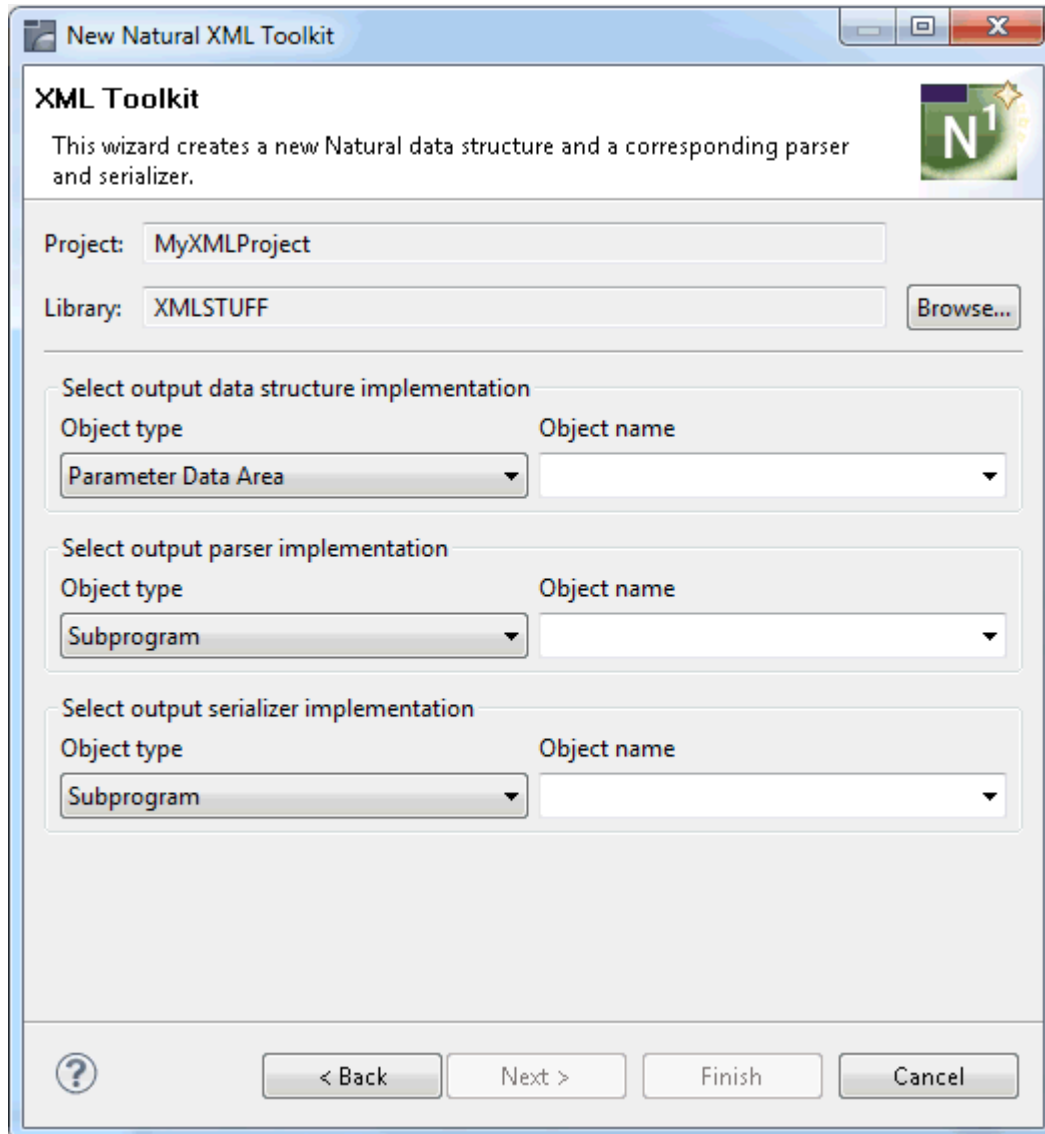 New Natural XML Toolkit
XML Toolkit
This wizard creates a new Natural data structure and a corresponding parser
and serializer.
N1
Project: MyXMLProject
Library: XMLSTUFF Browse...
Select output data structure implementation
Object type Object name
Parameter Data Area
Select output parser implementation
Object type Object name
Subprogram
Select output serializer implementation
Object type Object name
Subprogram
? < Back Next > Finish Cancel